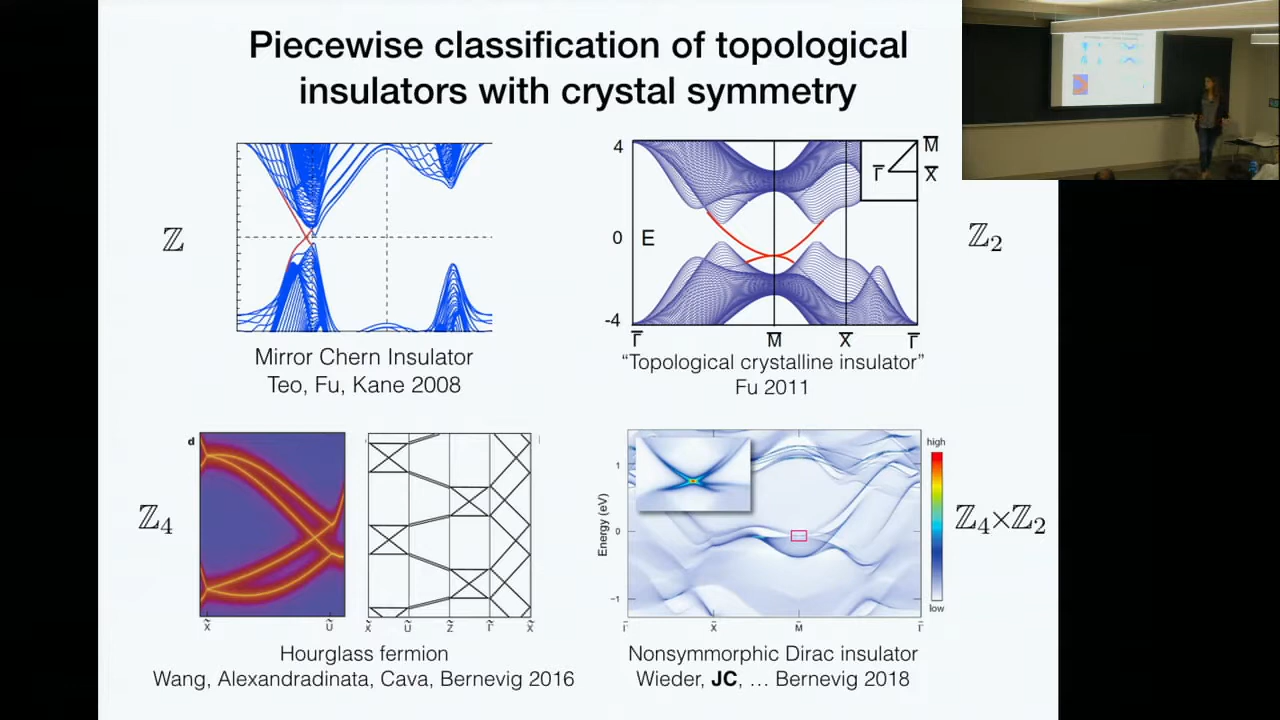 Piecewise classification of topological
insulators with crystal symmetry
ℤ
Mirror Chern Insulator
Teo, Fu, Kane 2008
4
0
-4
E
Γ̅
M̅
X̅
Γ̅
M̅
Γ̅
X̅
"Topological crystalline insulator"
Fu 2011
ℤ₂
ℤ₄
d
X̃
Ũ
X̃
Ũ
Z̃
Γ̃
X̃
Hourglass fermion
Wang, Alexandradinata, Cava, Bernevig 2016
Energy (eV)
1
0
−1
Γ̅
X̅
M̅
Γ̅
high
low
ℤ₄×ℤ₂
Nonsymmorphic Dirac insulator
Wieder, JC, … Bernevig 2018